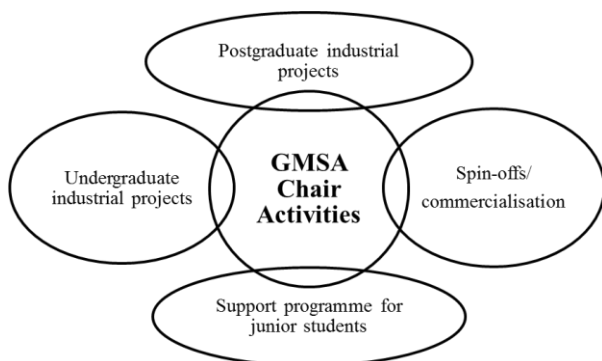 Postgraduate industrial
projects
GMSA
Chair
Activities
Undergraduate
industrial projects
Spin-offs/
commercialisation
Support programme for
junior students